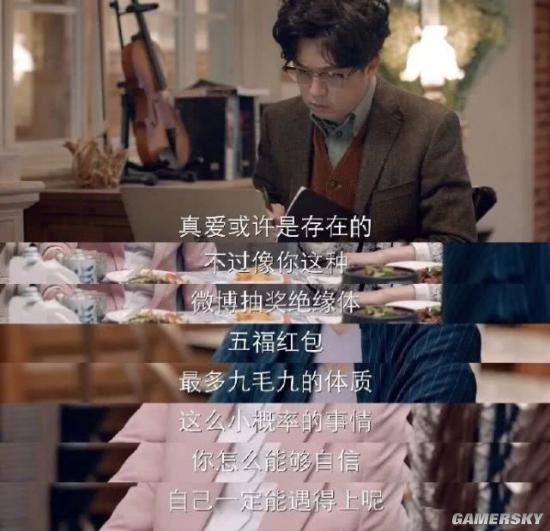 真爱或许是存在的
不过像你这种
微博抽奖绝缘体
五福红包
最多九毛九的体质
这么小概率的事情
你怎么能够自信
自己一定能遇得上呢
GAMERSKY